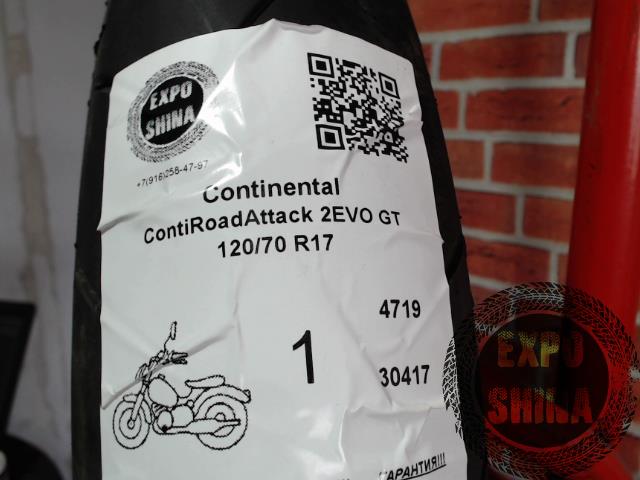 EXPO
SHINA
+7(916)258-47-97
Continental
ContiRoadAttack 2EVO GT
120/70 R17
4719
1
30417
ГАРАНТИЯ!!!
EXPO
SHINA